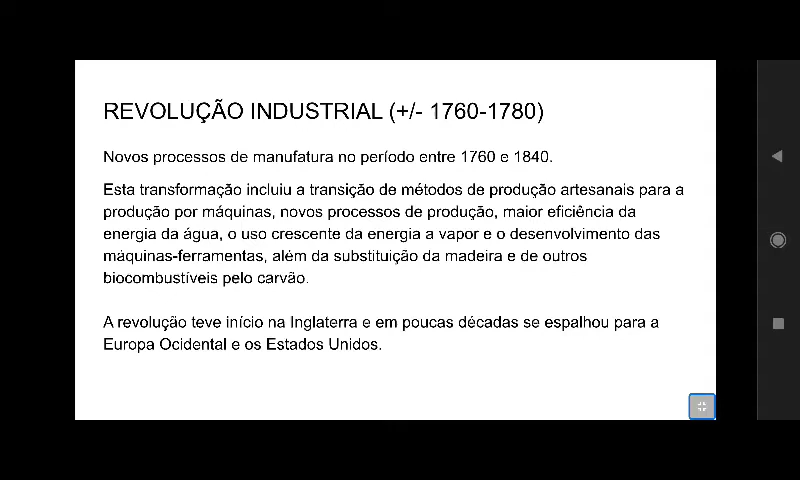 REVOLUÇÃO INDUSTRIAL (+/- 1760-1780)
Novos processos de manufatura no período entre 1760 e 1840.
Esta transformação incluiu a transição de métodos de produção artesanais para a
produção por máquinas, novos processos de produção, maior eficiência da
energia da água, o uso crescente da energia a vapor e o desenvolvimento das
máquinas-ferramentas, além da substituição da madeira e de outros
biocombustíveis pelo carvão.
A revolução teve início na Inglaterra e em poucas décadas se espalhou para a
Europa Ocidental e os Estados Unidos.